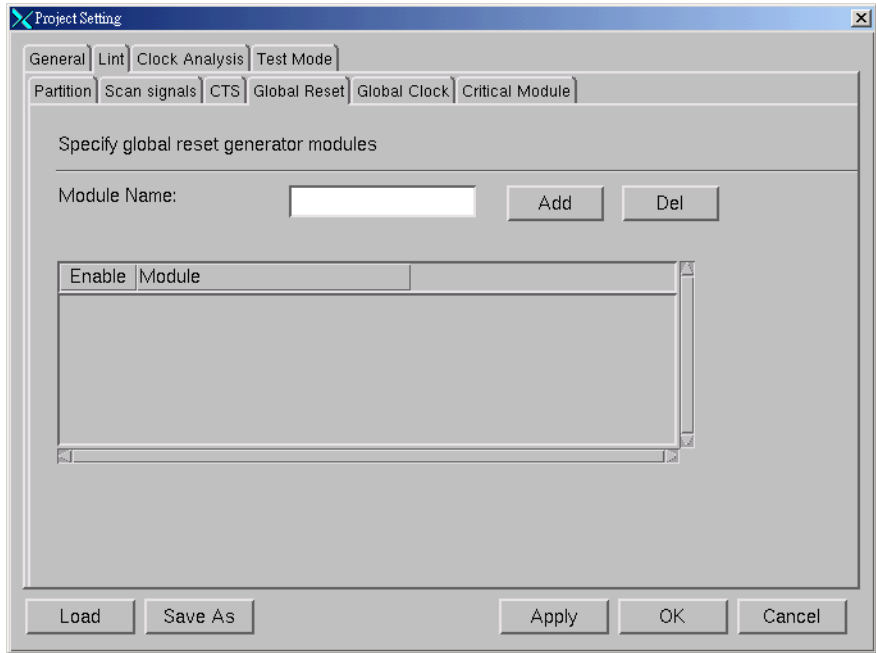 Project Setting
General Lint Clock Analysis Test Mode
Partition Scan signals CTS Global Reset Global Clock Critical Module
Specify global reset generator modules
Module Name: Add Del
Enable Module
Load Save As Apply OK Cancel